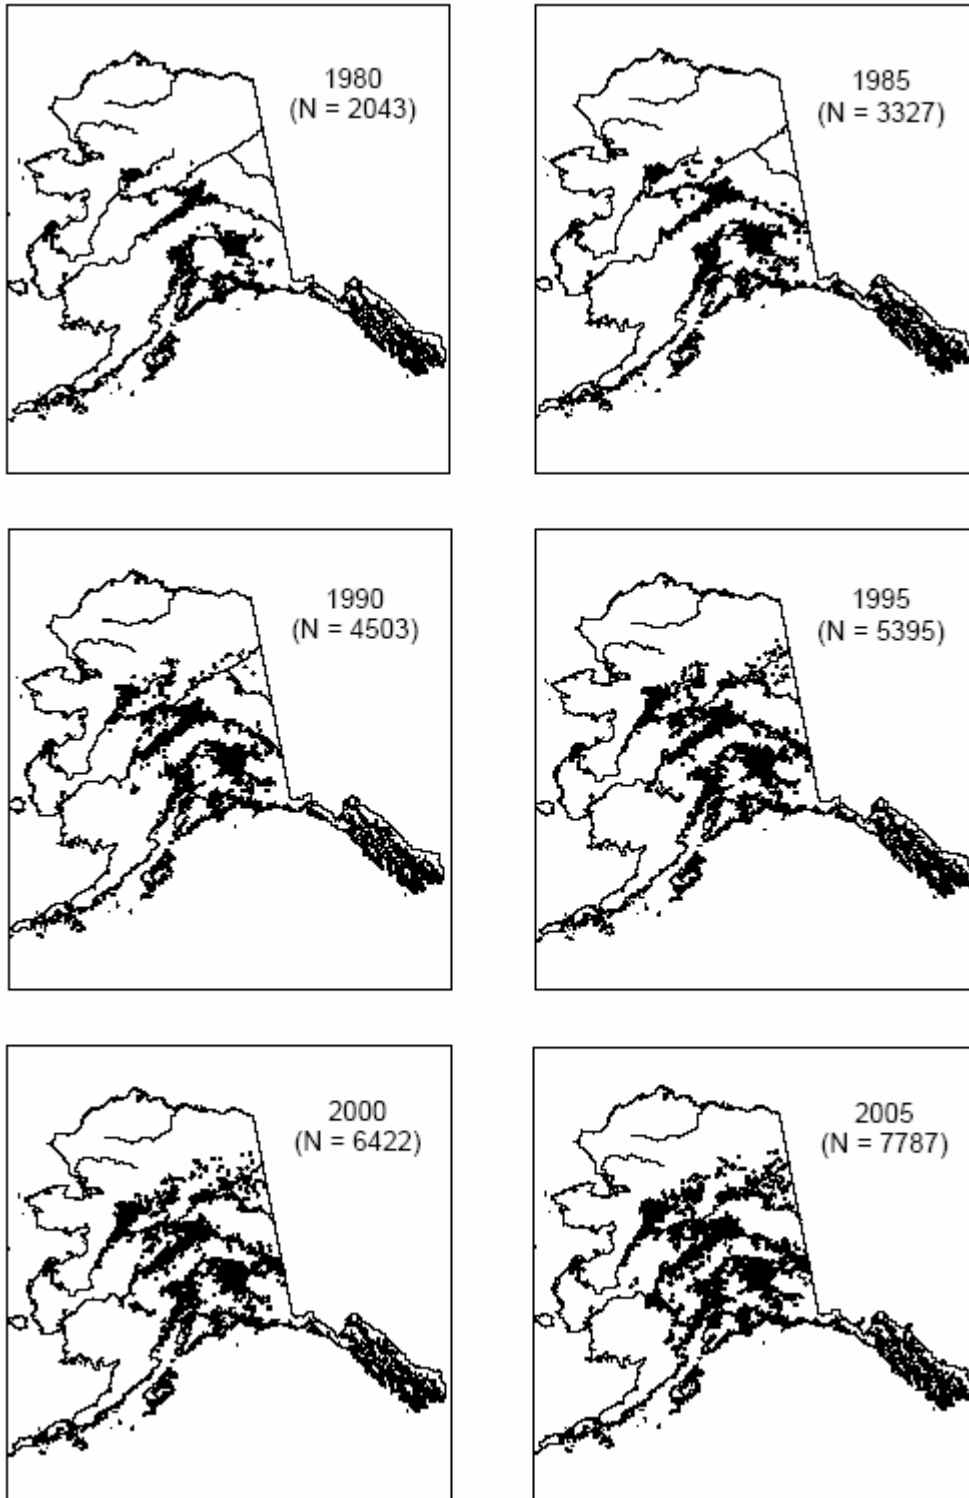 1980
(N = 2043)
1985
(N = 3327)
1990
(N = 4503)
1995
(N = 5395)
2000
(N = 6422)
2005
(N = 7787)